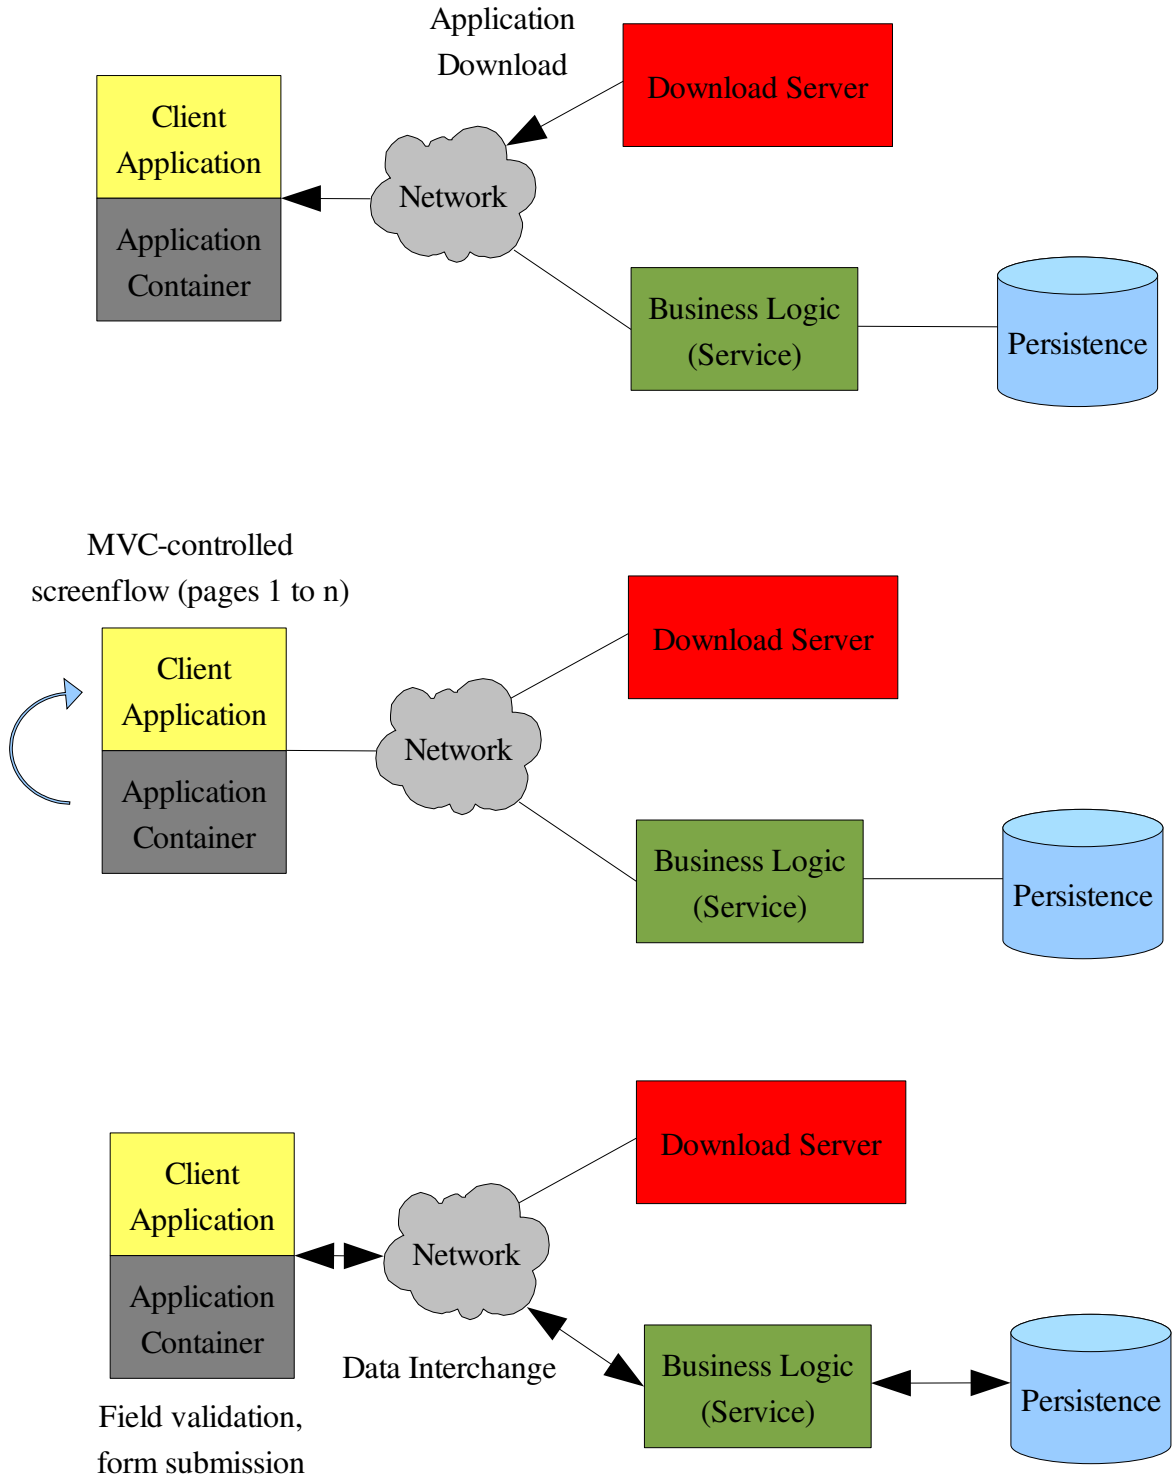 Application
Download
Download Server
Client
Application
Network
Application
Container
Business Logic
(Service)
Persistence
MVC-controlled
screenflow (pages 1 to n)
Download Server
Client
Application
Network
Application
Container
Business Logic
(Service)
Persistence
Download Server
Client
Application
Network
Application
Container
Data Interchange
Business Logic
(Service)
Persistence
Field validation,
form submission